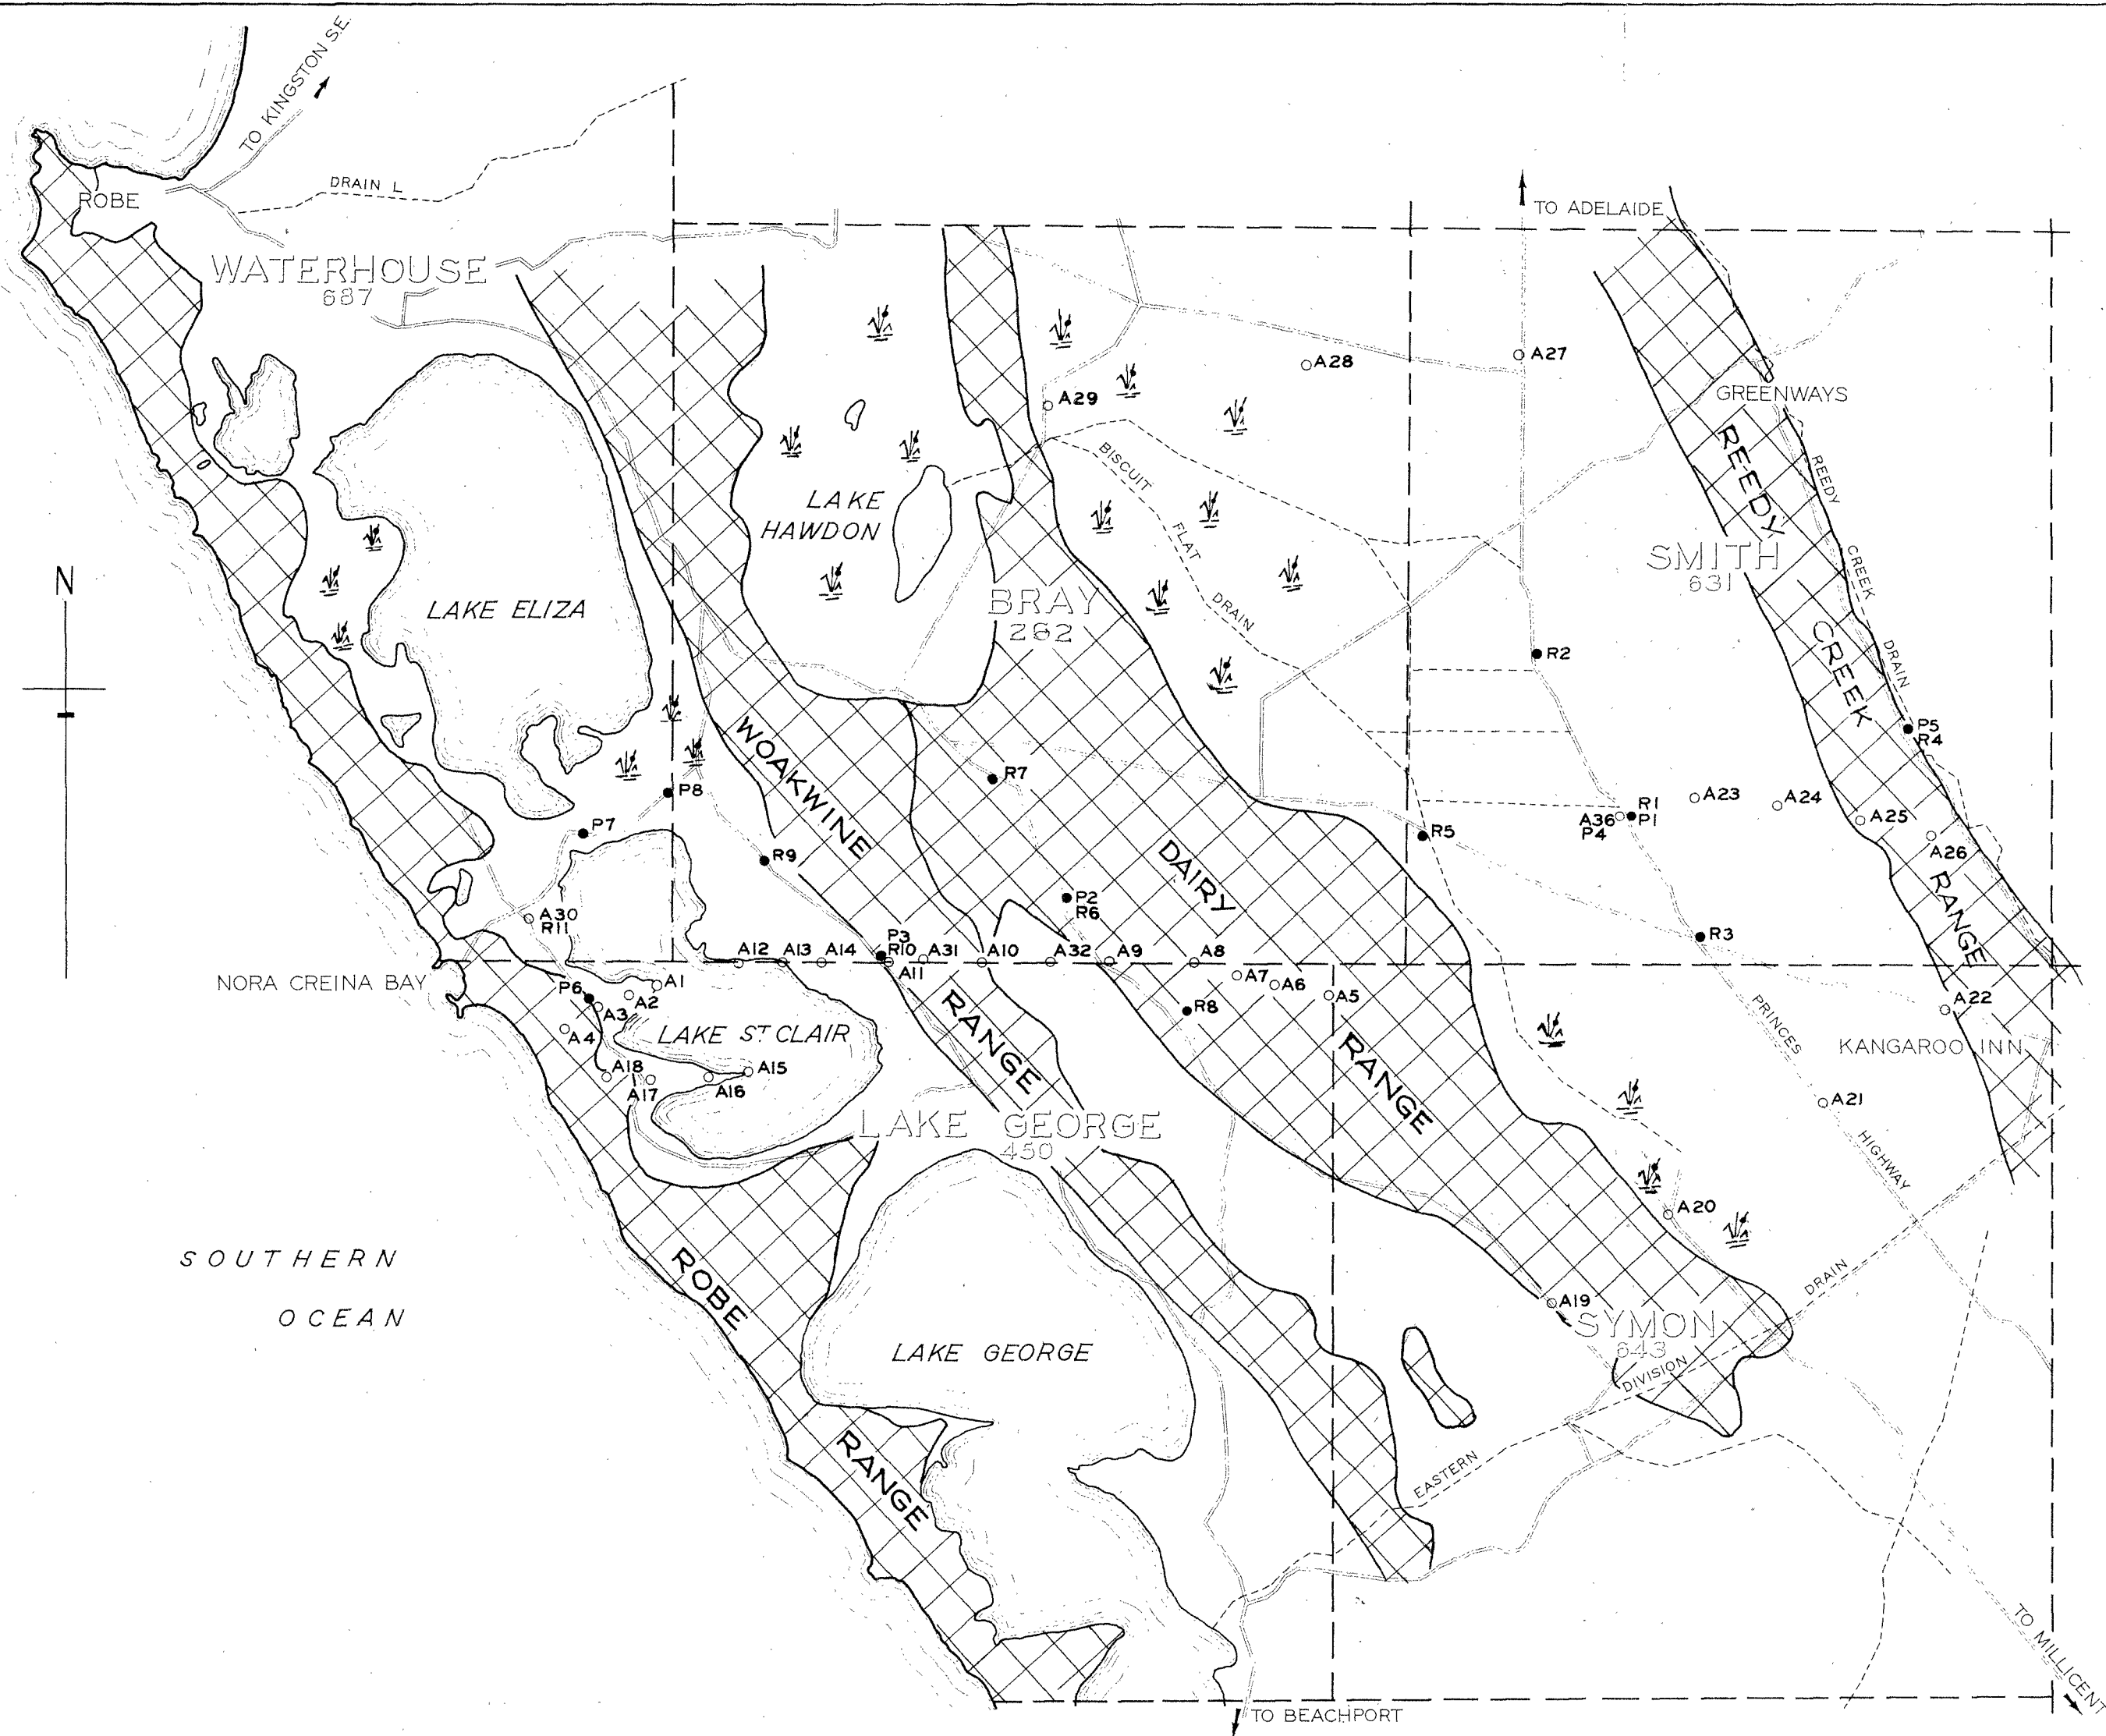 TO KINGSTON S.E.
DRAIN L
ROBE
WATERHOUSE
687
TO ADELAIDE
A27
A28
A29
GREENWAYS
REEDY
CREEK
RANGE
REEDY
CREEK
DRAIN
BISCUIT
FLAT
DRAIN
LAKE
HAWDON
SMITH
631
N
LAKE ELIZA
BRAY
262
R2
P5
R4
WOAKWINE
RANGE
R7
P8
P7
R9
R5
R1
P1
A36
P4
A23
A24
A25
A26
DAIRY
RANGE
P2
R6
A30
R11
R3
A12
A13
A14
P3
R10
A11
A31
A10
A32
A9
A8
A7
A6
A5
NORA CREINA BAY
P6
A1
A2
A3
A4
R8
A22
LAKE ST. CLAIR
PRINCES
HIGHWAY
KANGAROO INN
A18
A17
A16
A15
A21
LAKE GEORGE
450
A20
SOUTHERN
OCEAN
ROBE
RANGE
DRAIN
A19
SYMON
643
DIVISION
LAKE GEORGE
EASTERN
TO MILLICENT
TO BEACHPORT